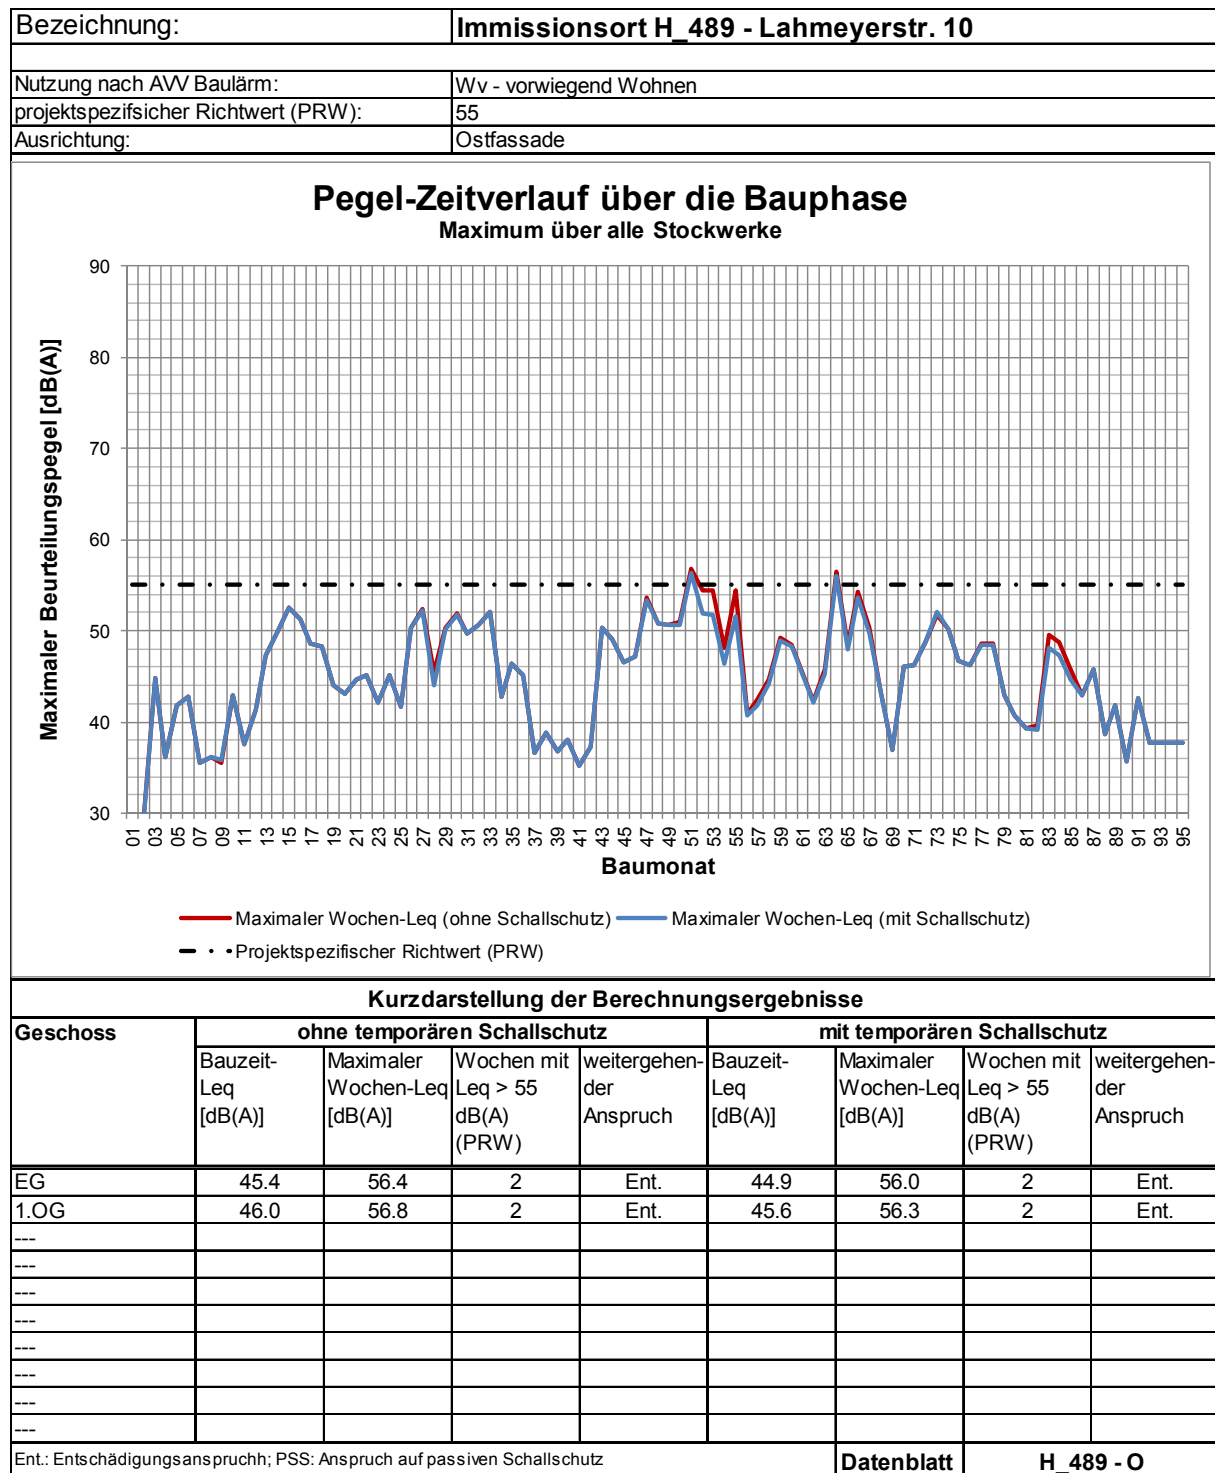 Bezeichnung: Immissionsort H_489 - Lahmeyerstr. 10
Nutzung nach AVV Baulärm: Wv - vorwiegend Wohnen
projektspezifsicher Richtwert (PRW): 55
Ausrichtung: Ostfassade
Pegel-Zeitverlauf über die Bauphase
Maximum über alle Stockwerke
Maximaler Beurteilungspegel [dB(A)]
90
80
70
60
50
40
30
01 03 05 07 09 11 13 15 17 19 21 23 25 27 29 31 33 35 37 39 41 43 45 47 49 51 53 55 57 59 61 63 65 67 69 71 73 75 77 79 81 83 85 87 89 91 93 95
Baumonat
Maximaler Wochen-Leq (ohne Schallschutz) Maximaler Wochen-Leq (mit Schallschutz)
Projektspezifischer Richtwert (PRW)
Kurzdarstellung der Berechnungsergebnisse
Geschoss ohne temporären Schallschutz mit temporären Schallschutz
Bauzeit- Maximaler Wochen mit weitergehen- Bauzeit- Maximaler Wochen mit weitergehen-
Leq Wochen-Leq Leq > 55 der Leq Wochen-Leq Leq > 55 der
[dB(A)] [dB(A)] dB(A) Anspruch [dB(A)] [dB(A)] dB(A) Anspruch
(PRW) (PRW)
EG 45.4 56.4 2 Ent. 44.9 56.0 2 Ent.
1.OG 46.0 56.8 2 Ent. 45.6 56.3 2 Ent.
---
---
---
---
---
---
---
---
Ent.: Entschädigungsanspruchh; PSS: Anspruch auf passiven Schallschutz Datenblatt H_489 - O